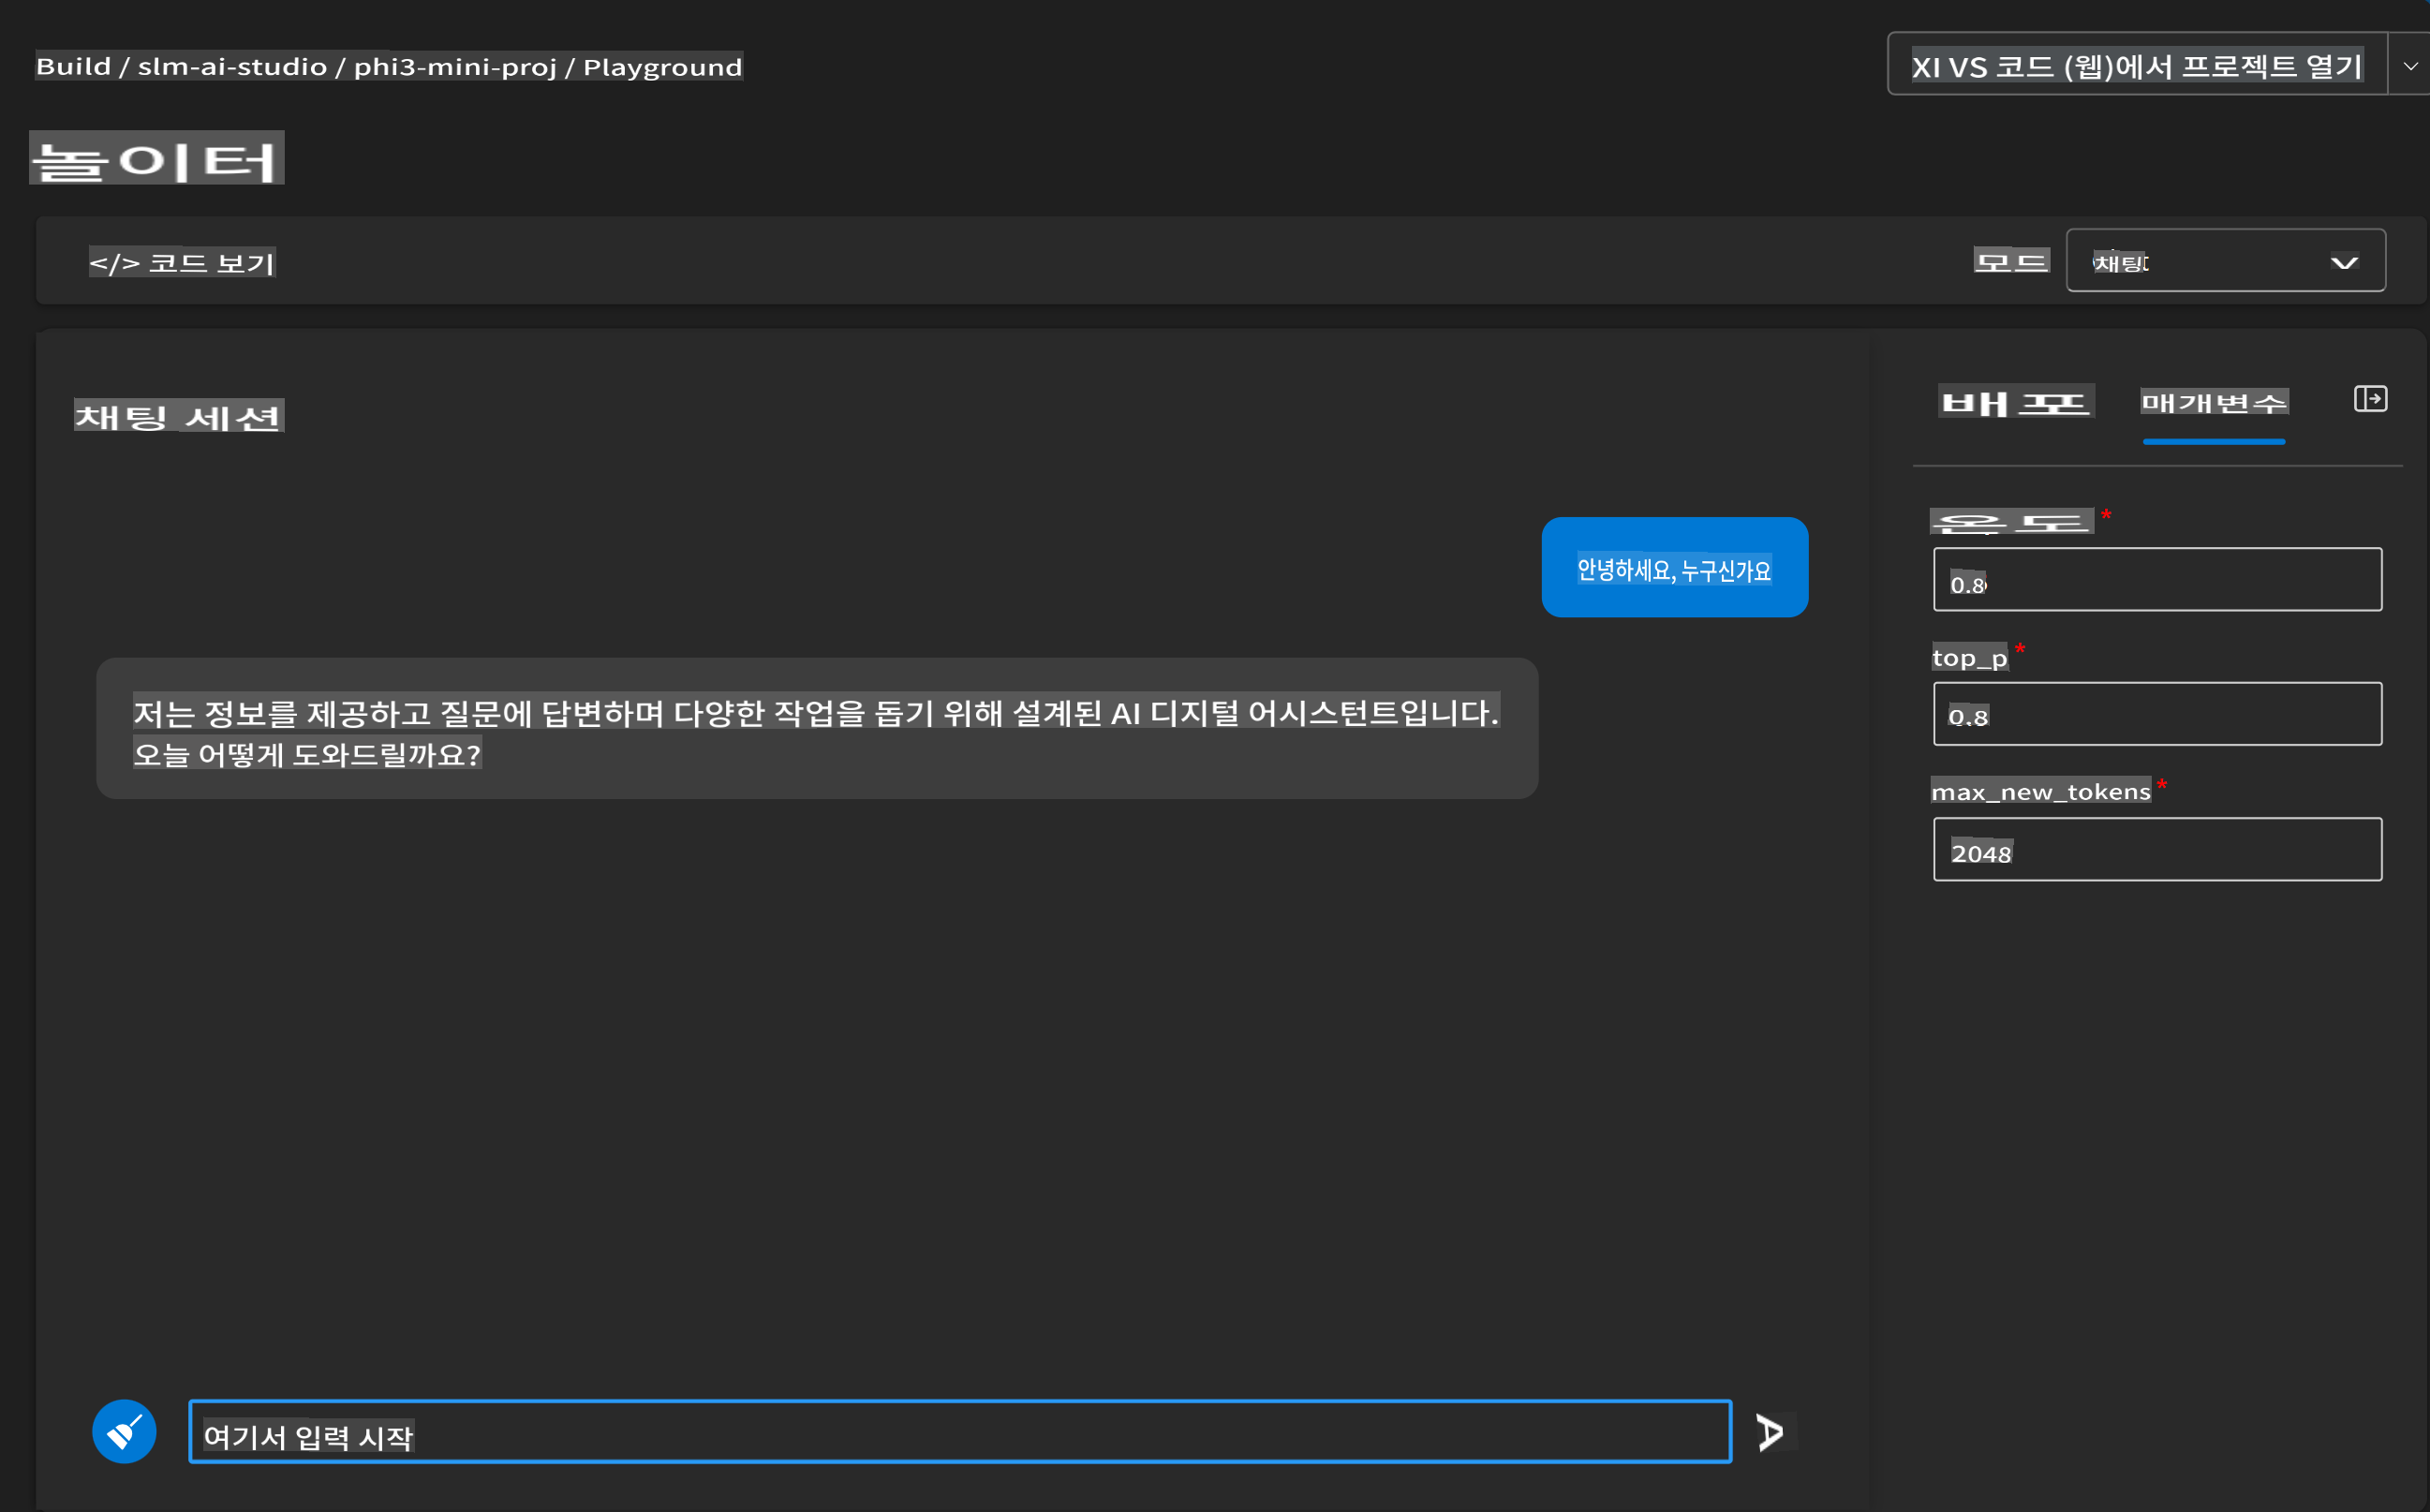 Build / slm-ai-studio / phi3-mini-proj / Playground
XI VS 코드 (웹)에서 프로젝트 열기
놀이터
</> 코드 보기
모드
채팅
채팅 세션
배포
매개변수
안녕하세요, 누구신가요
저는 정보를 제공하고 질문에 답변하며 다양한 작업을 돕기 위해 설계된 AI 디지털 어시스턴트입니다.
오늘 어떻게 도와드릴까요?
온도 *
0.8
top_p *
0.8
max_new_tokens *
2048
여기서 입력 시작